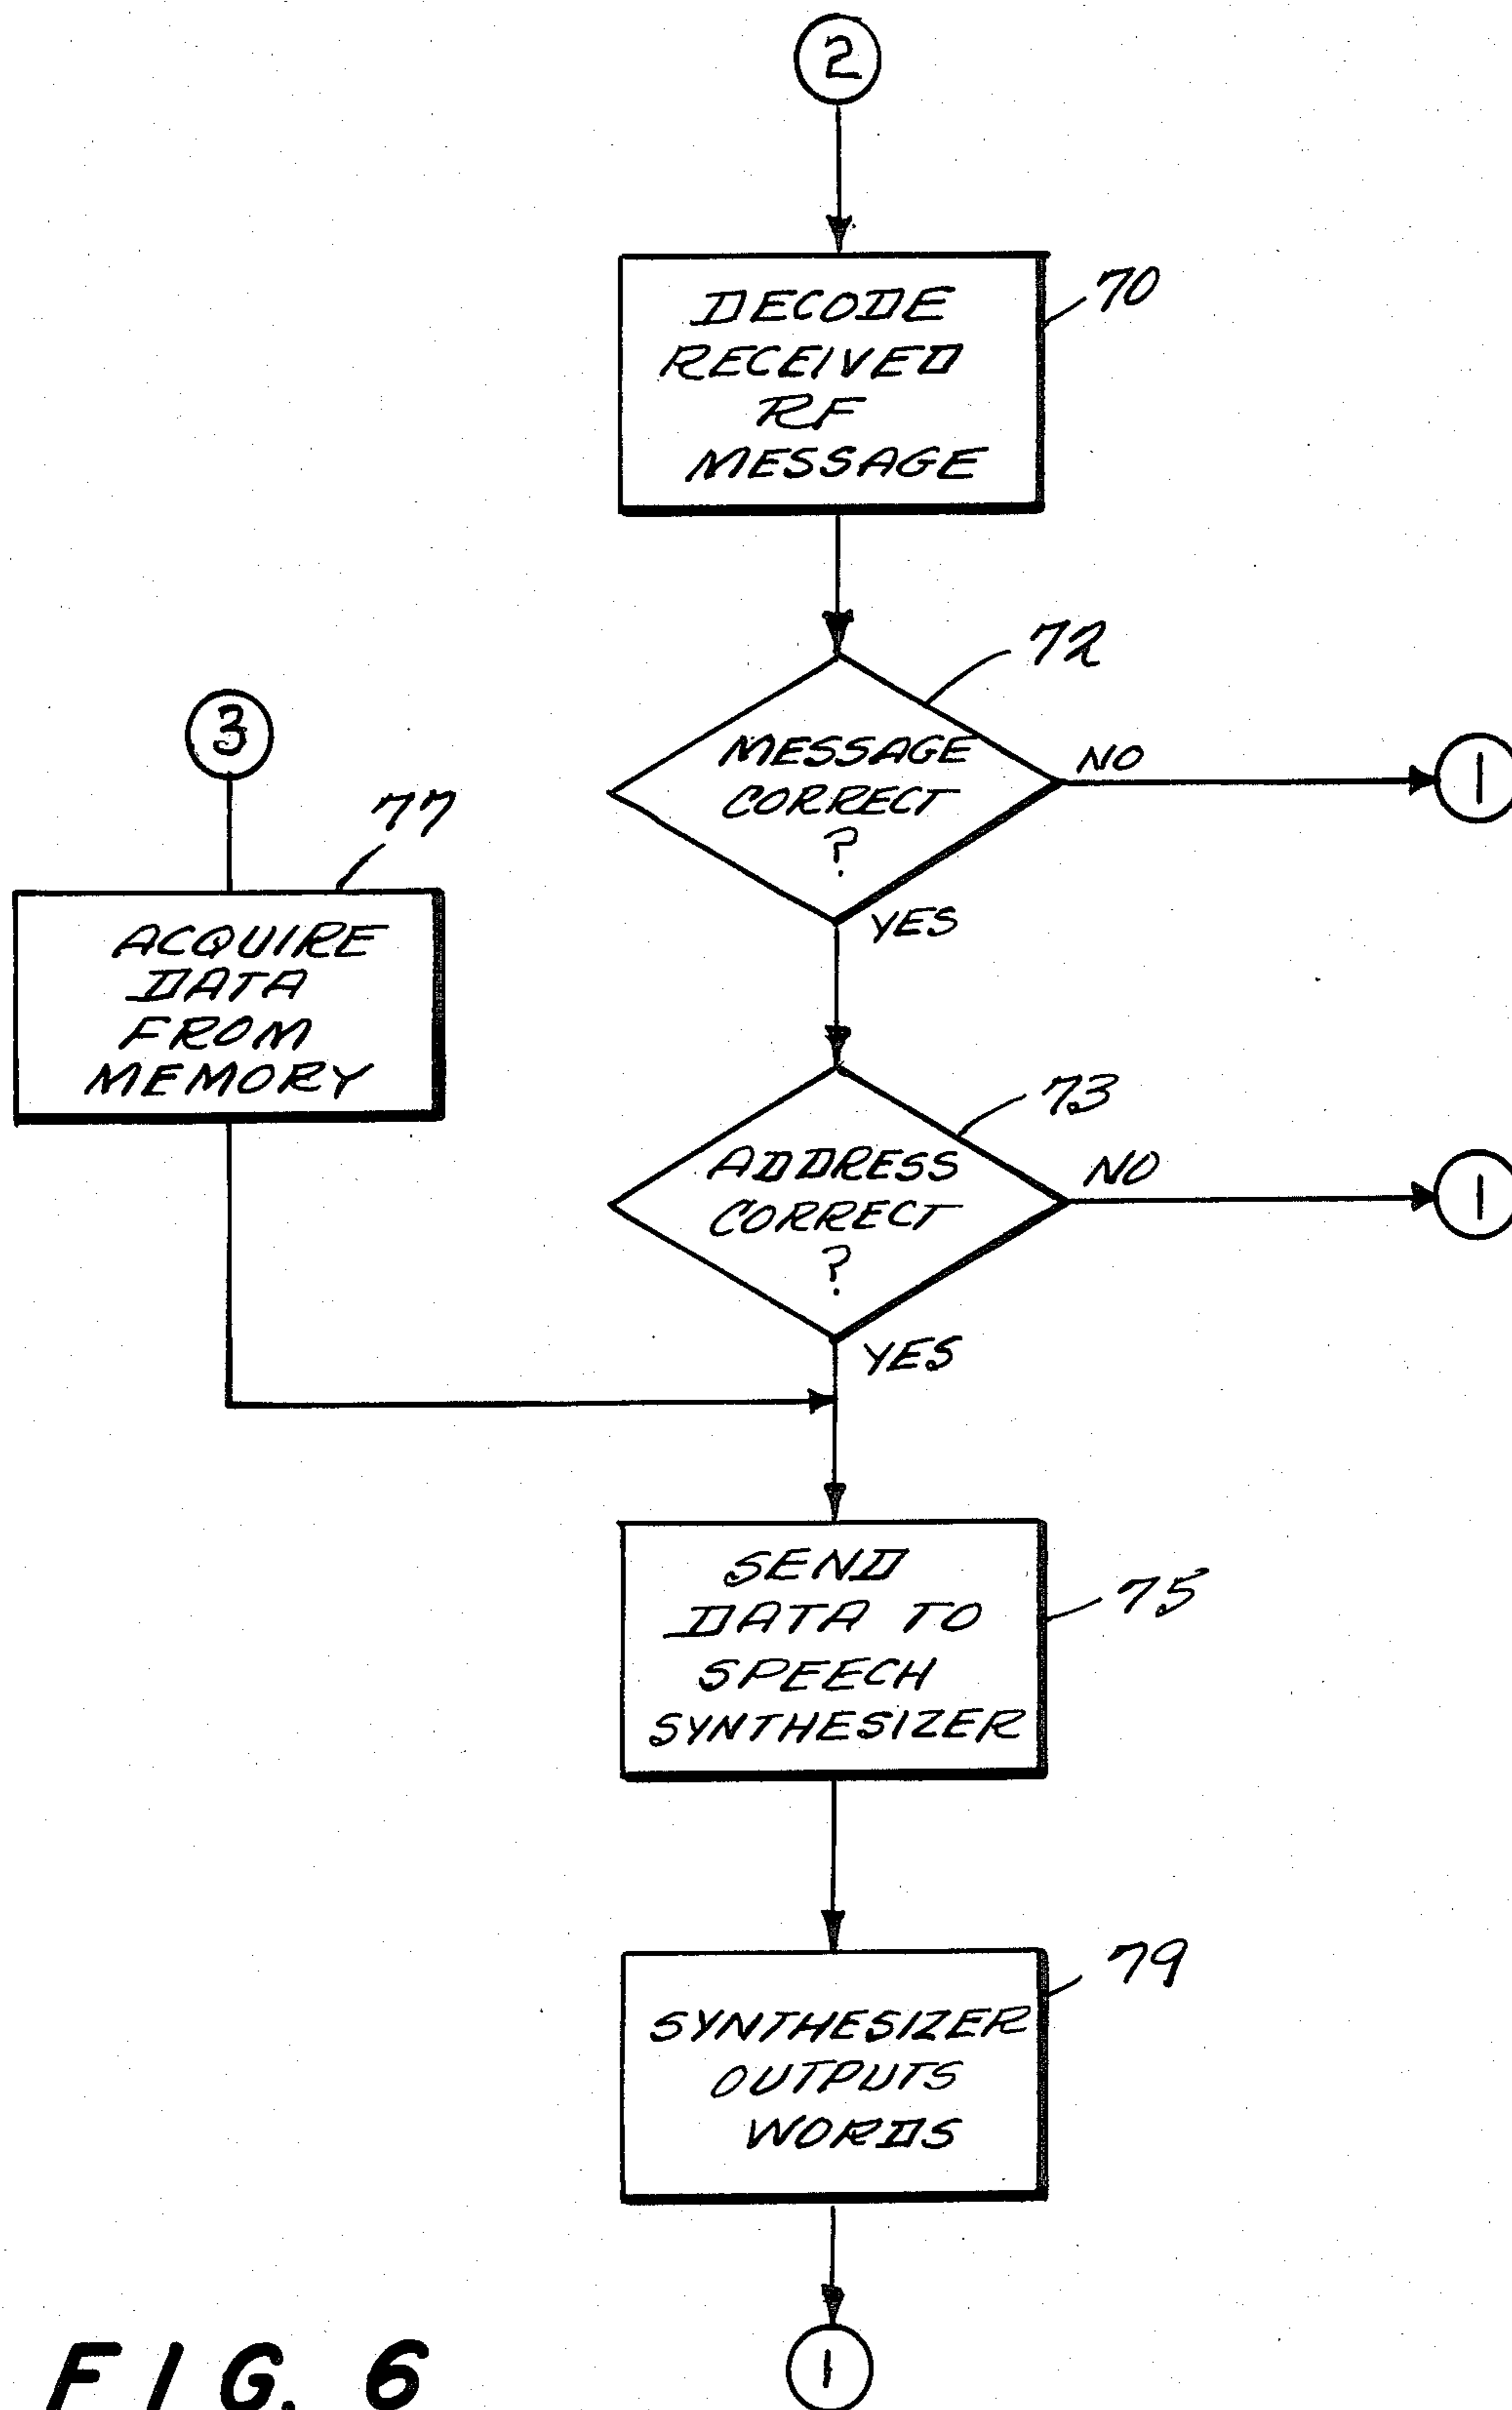 2
DECODE
RECEIVED
RF
MESSAGE
70
72
MESSAGE
CORRECT
?
NO
1
YES
3
77
ACQUIRE
DATA
FROM
MEMORY
73
ADDRESS
CORRECT
?
NO
1
YES
SEND
DATA TO
SPEECH
SYNTHESIZER
75
79
SYNTHESIZER
OUTPUTS
WORDS
1
FIG. 6